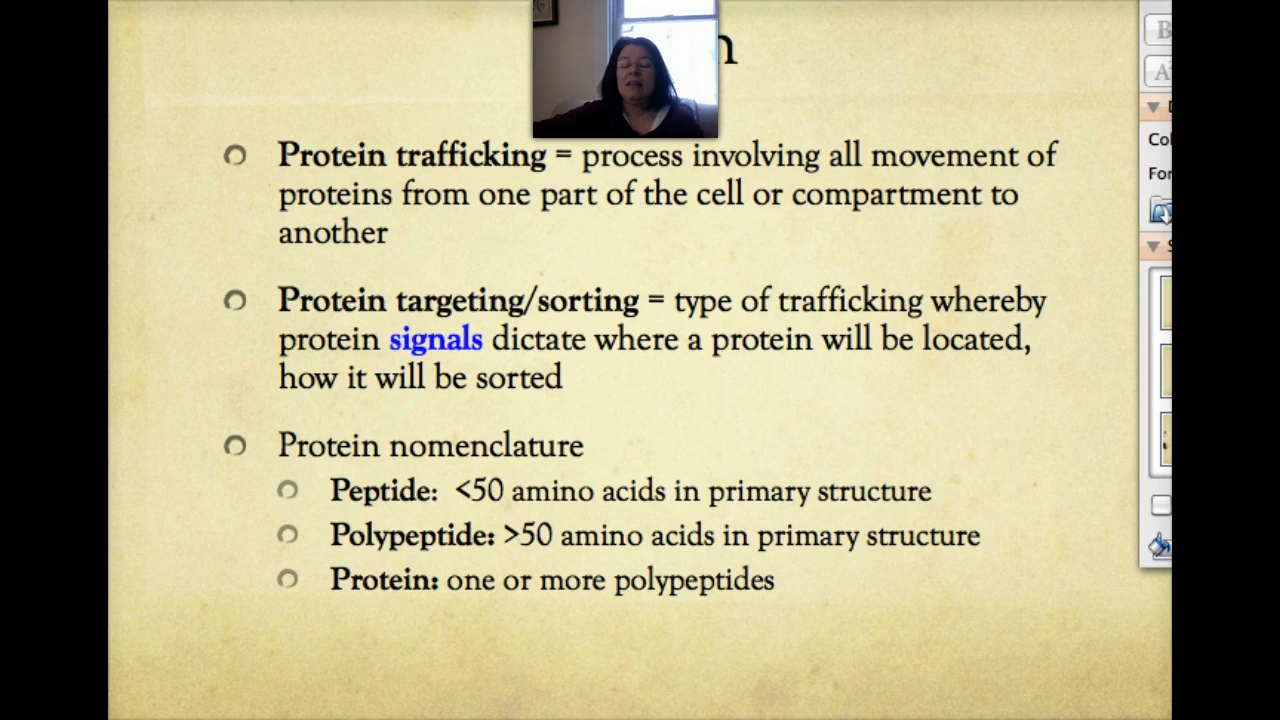 n
Protein trafficking = process involving all movement of
proteins from one part of the cell or compartment to
another
Protein targeting/sorting = type of trafficking whereby
protein signals dictate where a protein will be located,
how it will be sorted
Protein nomenclature
Peptide: <50 amino acids in primary structure
Polypeptide: >50 amino acids in primary structure
Protein: one or more polypeptides
B
A
Col
For